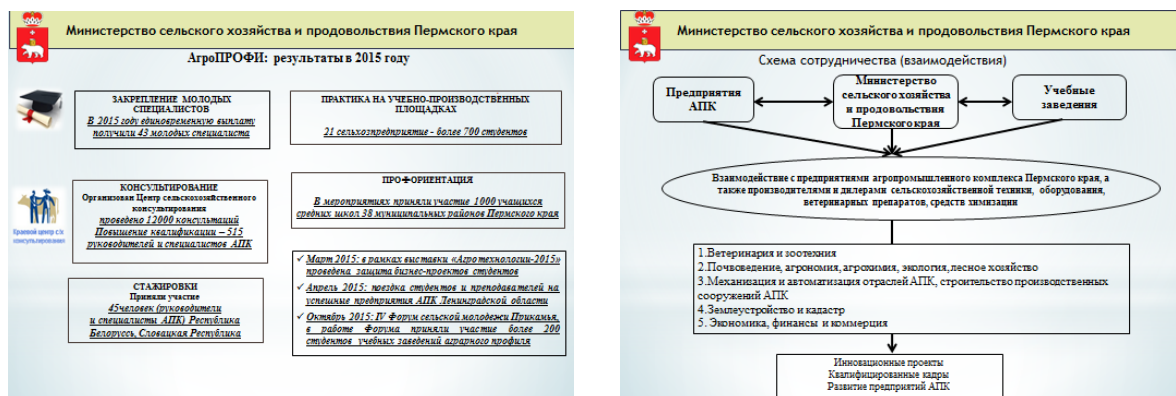 Министерство сельского хозяйства и продовольствия Пермского края
АгроПРОФИ: результаты в 2015 году
ЗАКРЕПЛЕНИЕ МОЛОДЫХ
СПЕЦИАЛИСТОВ
В 2015 году единовременную выплату
получили 43 молодых специалиста
ПРАКТИКА НА УЧЕБНО-ПРОИЗВОДСТВЕННЫХ
ПЛОЩАДКАХ
21 сельхозпредприятие - более 700 студентов
Краевой центр с/х
консультирования
КОНСУЛЬТИРОВАНИЕ
Организован Центр сельскохозяйственного
консультирования
проведено 12000 консультаций
Повышение квалификации – 515
руководителей и специалистов АПК
ПРОФОРИЕНТАЦИЯ
В мероприятиях приняли участие 1000 учащихся
средних школ 38 муниципальных районов Пермского края
СТАЖИРОВКИ
Приняли участие
45человек (руководители
и специалисты АПК) Республика
Белоруссь, Словацкая Республика
✓ Март 2015: в рамках выставки «Агротехнологии-2015»
проведена защита бизнес-проектов студентов
✓ Апрель 2015: поездка студентов и преподавателей на
успешные предприятия АПК Ленинградской области
✓ Октябрь 2015: IV Форум сельской молодежи Прикамья,
в работе Форума приняли участие более 200
студентов учебных заведений аграрного профиля
Министерство сельского хозяйства и продовольствия Пермского края
Схема сотрудничества (взаимодействия)
Предприятия
АПК
Министерство
сельского хозяйства
и продовольствия
Пермского края
Учебные
заведения
Взаимодействие с предприятиями агропромышленного комплекса Пермского края, а
также производителями и дилерами сельскохозяйственной техники, оборудования,
ветеринарных препаратов, средств химизации
1.Ветеринария и зоотехния
2.Почвоведение, агрономия, агрохимия, экология, лесное хозяйство
3.Механизация и автоматизация отраслей АПК, строительство производственных
сооружений АПК
4.Землеустройство и кадастр
5. Экономика, финансы и коммерция
Инновационные проекты
Квалифицированные кадры
Развитие предприятий АПК